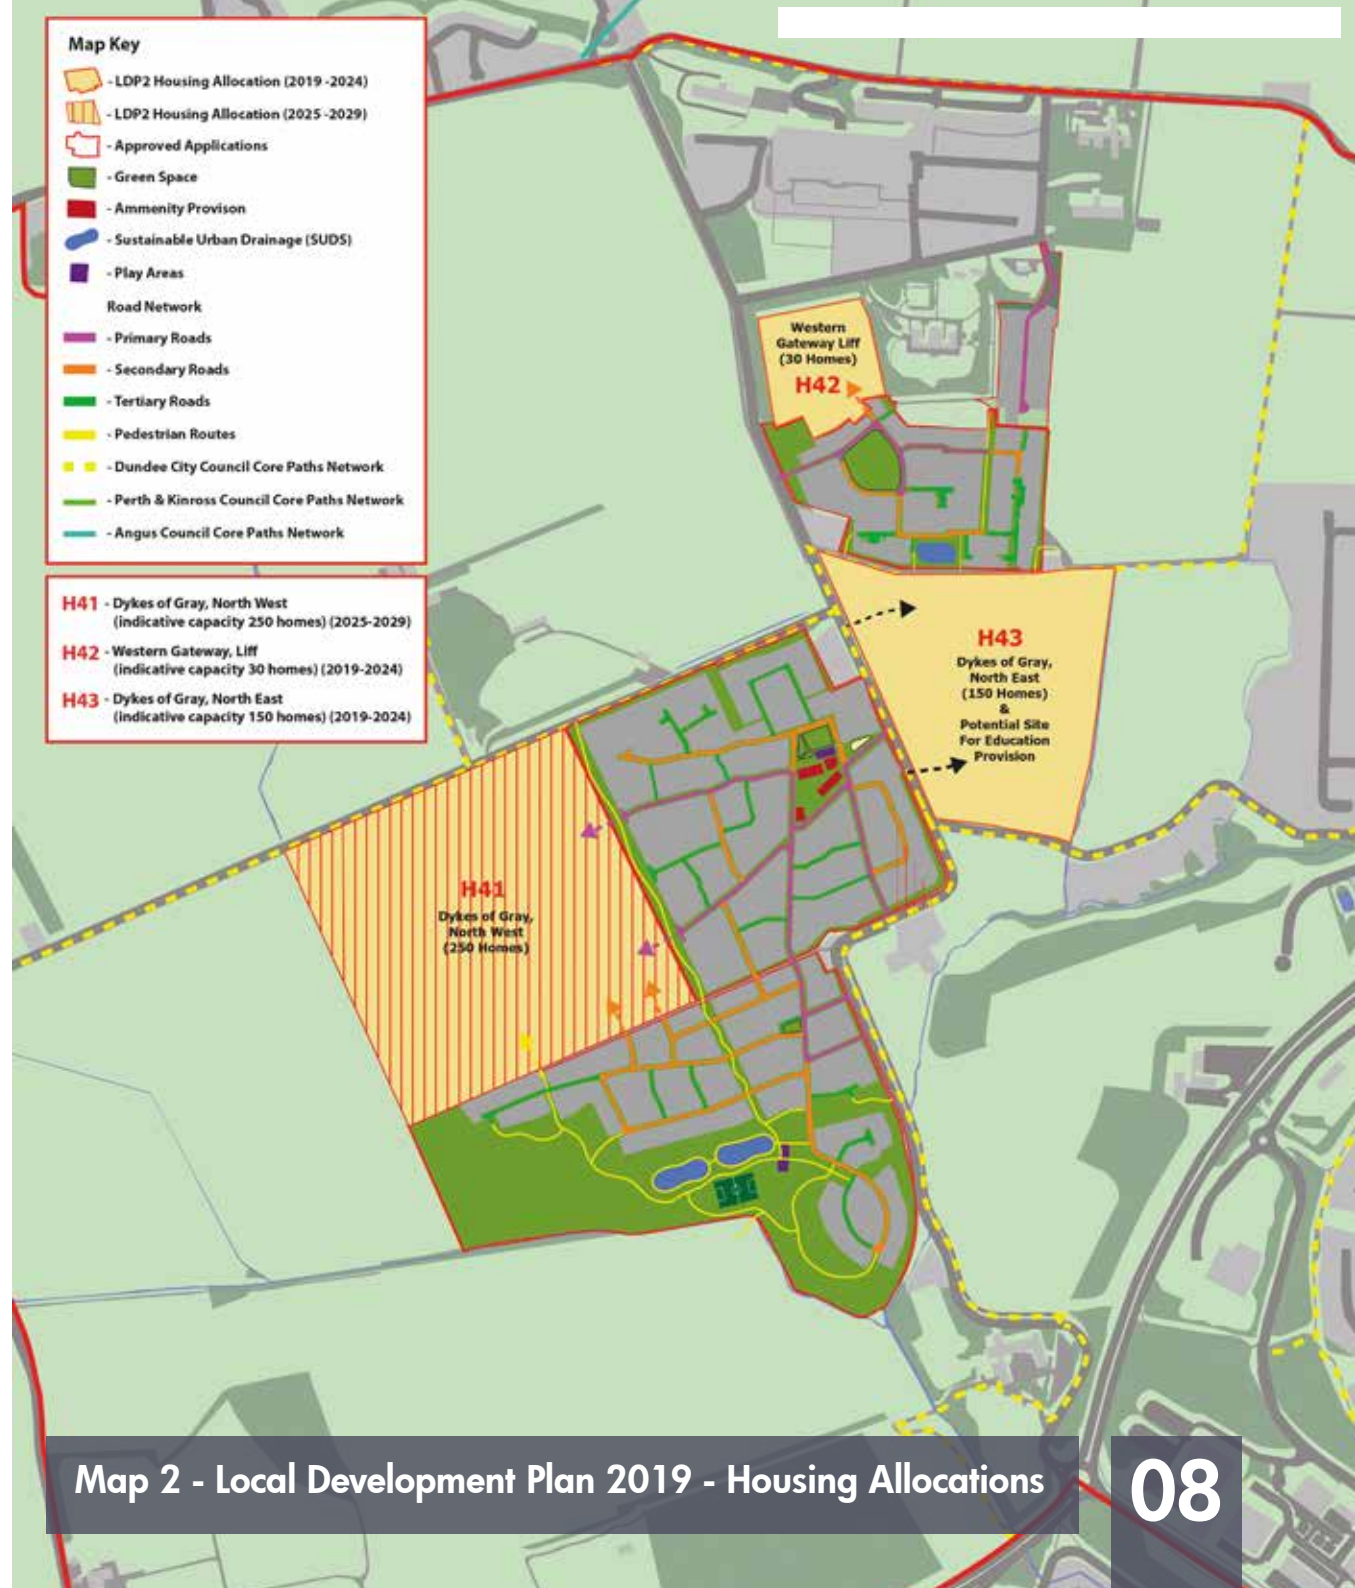 Map Key
- LDP2 Housing Allocation (2019 -2024)
- LDP2 Housing Allocation (2025 -2029)
- Approved Applications
- Green Space
- Ammenity Provison
- Sustainable Urban Drainage (SUDS)
- Play Areas
Road Network
- Primary Roads
- Secondary Roads
- Tertiary Roads
- Pedestrian Routes
- Dundee City Council Core Paths Network
- Perth & Kinross Council Core Paths Network
- Angus Council Core Paths Network
H41 - Dykes of Gray, North West
(indicative capacity 250 homes) (2025-2029)
H42 - Western Gateway, Liff
(indicative capacity 30 homes) (2019-2024)
H43 - Dykes of Gray, North East
(indicative capacity 150 homes) (2019-2024)
Western
Gateway Liff
(30 Homes)
H42
H43
Dykes of Gray,
North East
(150 Homes)
&
Potential Site
For Education
Provision
H41
Dykes of Gray,
North West
(250 Homes)
Map 2 - Local Development Plan 2019 - Housing Allocations
08